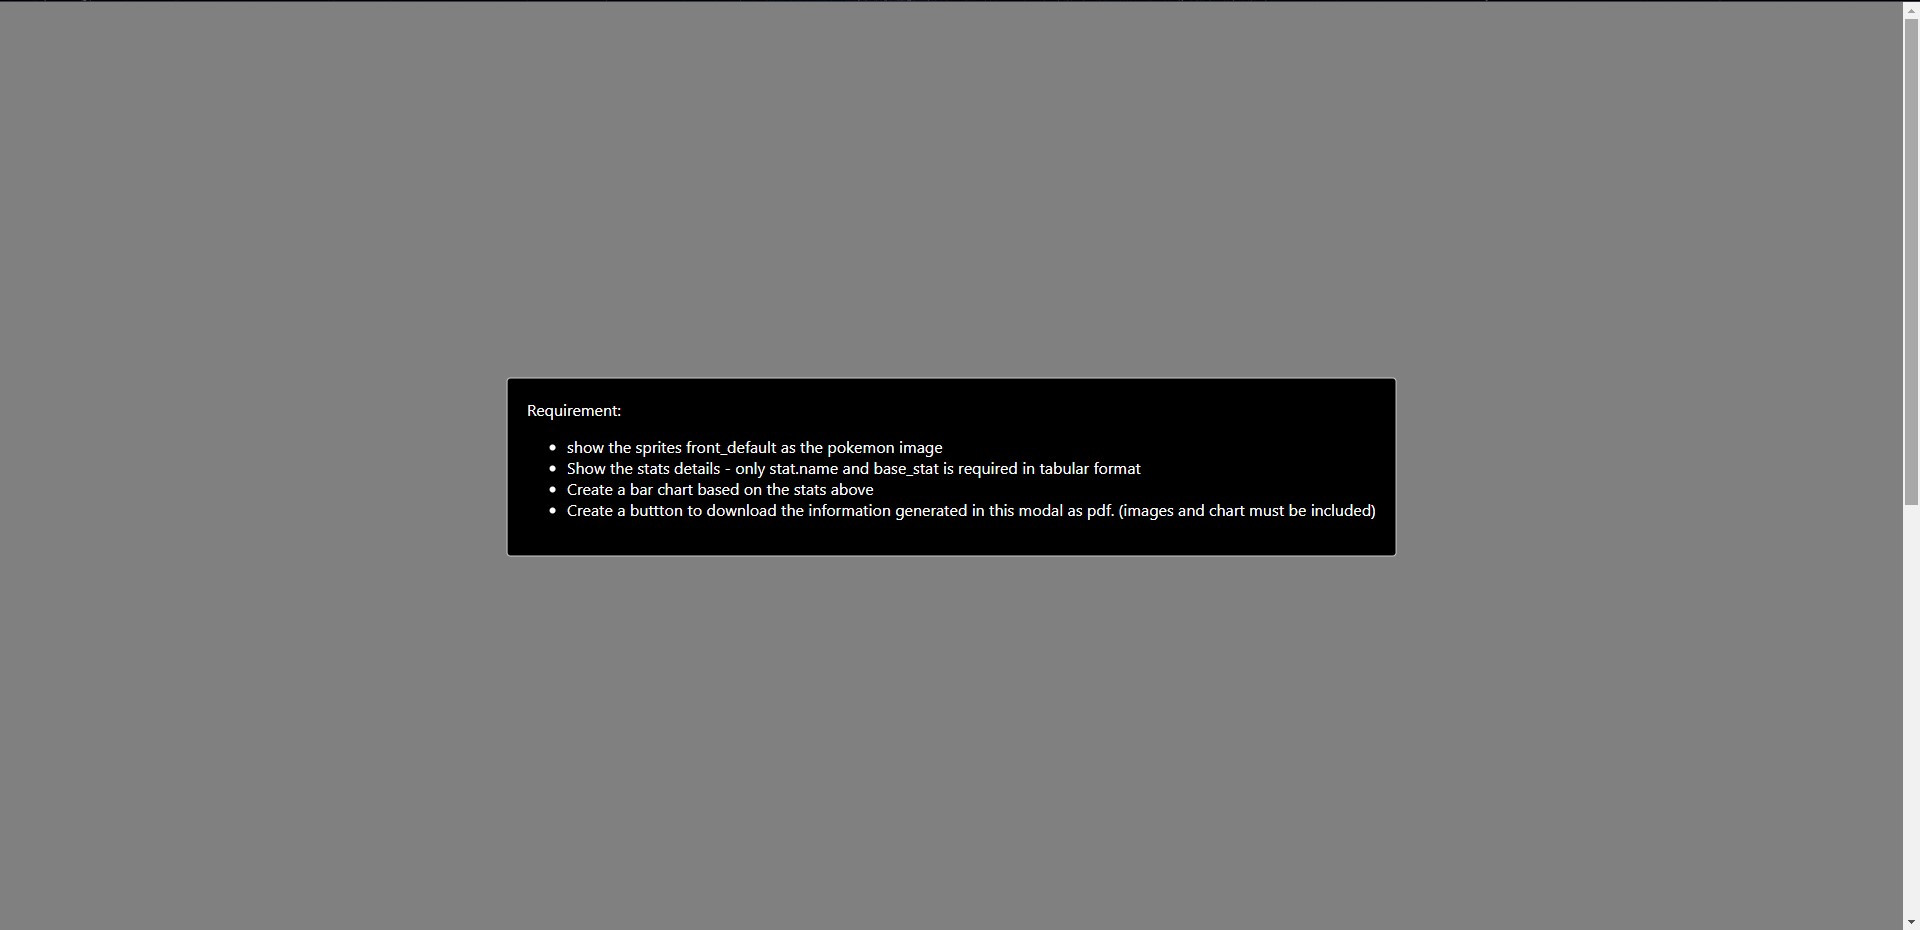 Requirement:
show the sprites front_default as the pokemon image
Show the stats details - only stat.name and base_stat is required in tabular format
Create a bar chart based on the stats above
Create a buttton to download the information generated in this modal as pdf. (images and chart must be included)